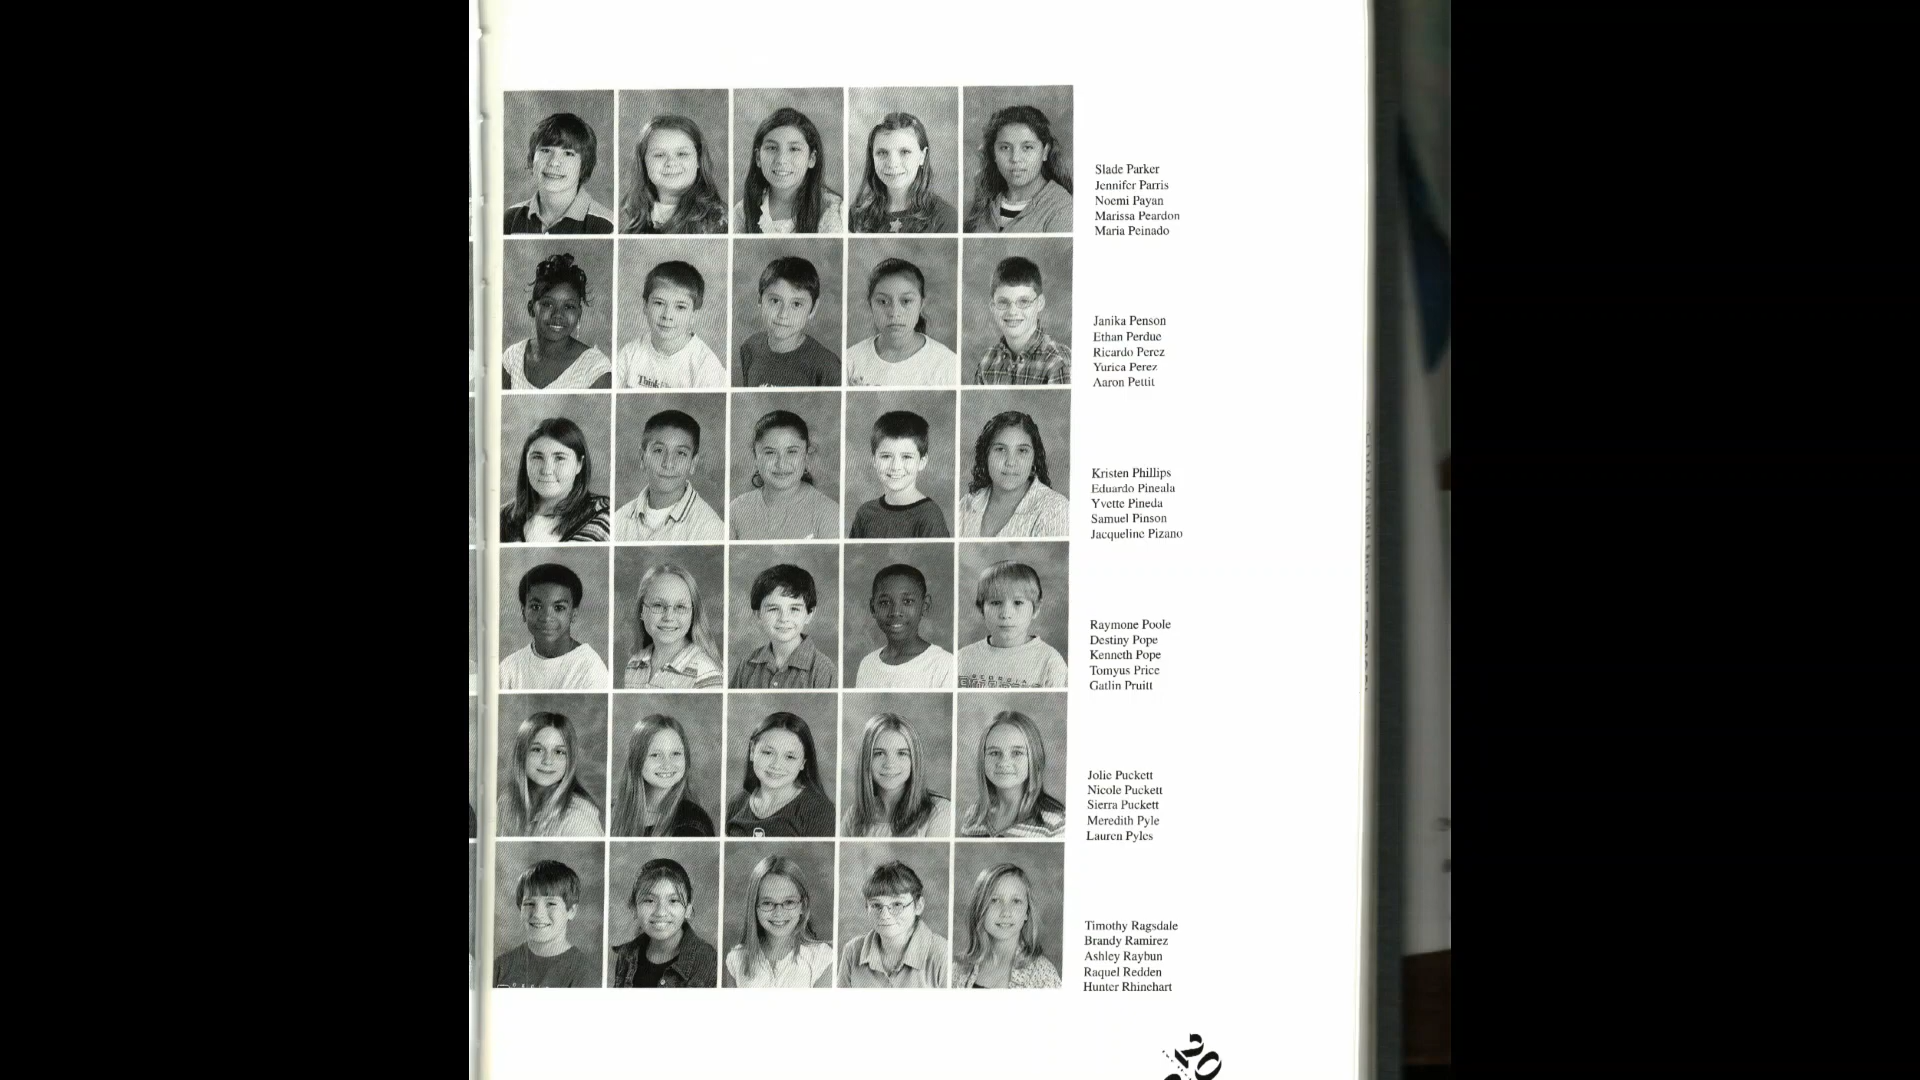 Slade Parker
Jennifer Parris
Noemi Payan
Marissa Peardon
Maria Peinado
Janika Penson
Ethan Perdue
Ricardo Perez
Yurica Perez
Aaron Pettit
Kristen Phillips
Eduardo Pineala
Yvette Pineda
Samuel Pinson
Jacqueline Pizano
Raymone Poole
Destiny Pope
Kenneth Pope
Tomyus Price
Gatlin Pruitt
Jolie Puckett
Nicole Puckett
Sierra Puckett
Meredith Pyle
Lauren Pyles
Timothy Ragsdale
Brandy Ramirez
Ashley Raybun
Raquel Redden
Hunter Rhinehart
20